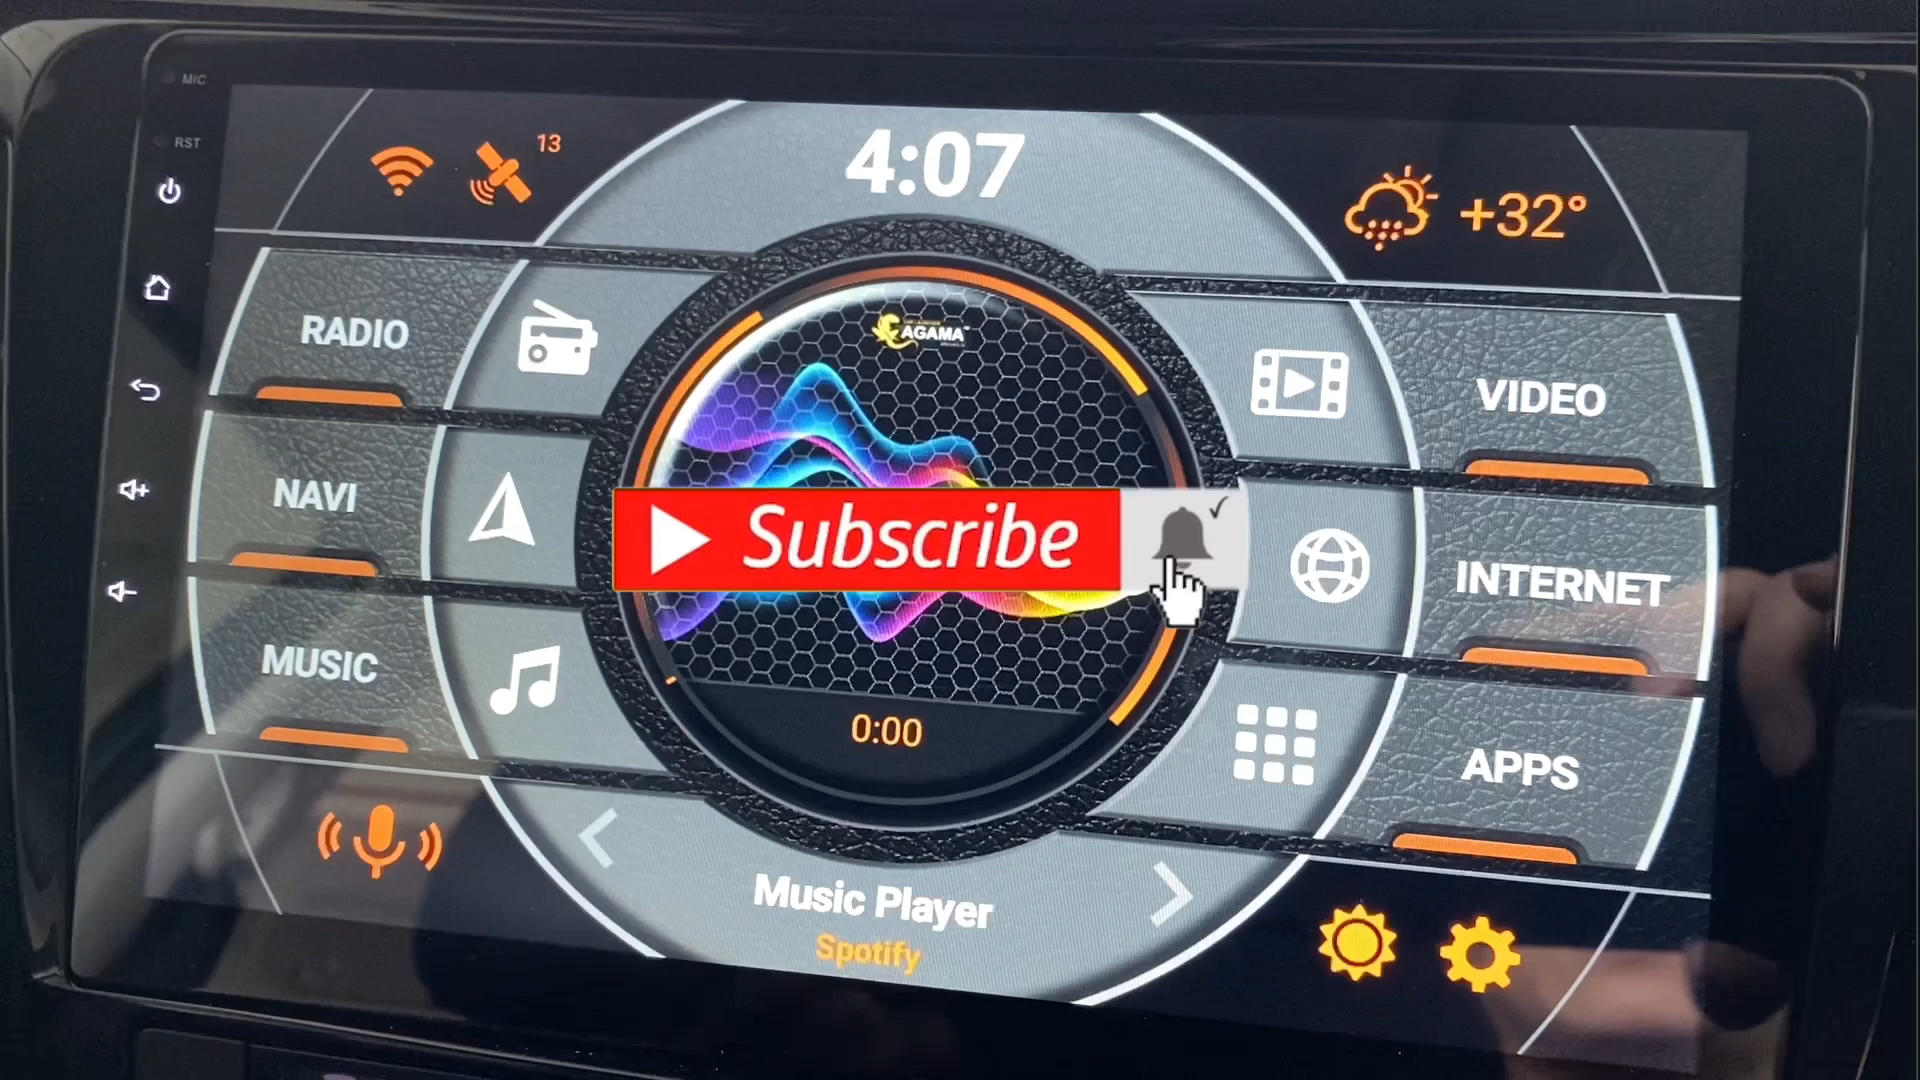 MIC
RST
13
4:07
+32°
RADIO
AGAMA
VIDEO
NAVI
Subscribe
INTERNET
MUSIC
0:00
APPS
Music Player
Spotify